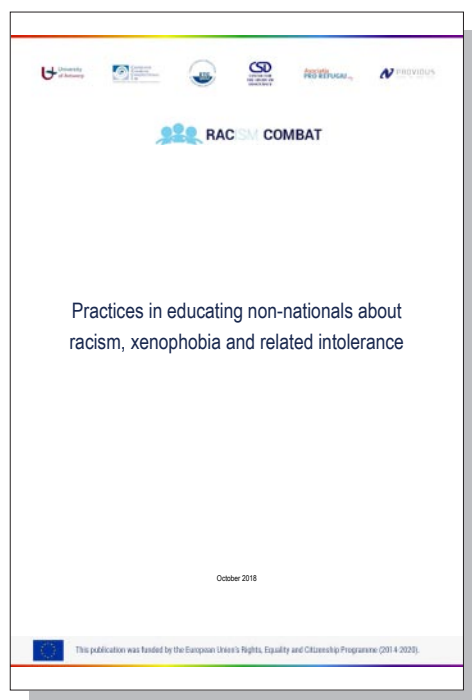 University
of Antwerp
CSD
Asociația
PRO REFUGIU
PROVIDUS
RACISM COMBAT
Practices in educating non-nationals about
racism, xenophobia and related intolerance
October 2018
This publication was funded by the European Union's Rights, Equality and Citizenship Programme (2014-2020).